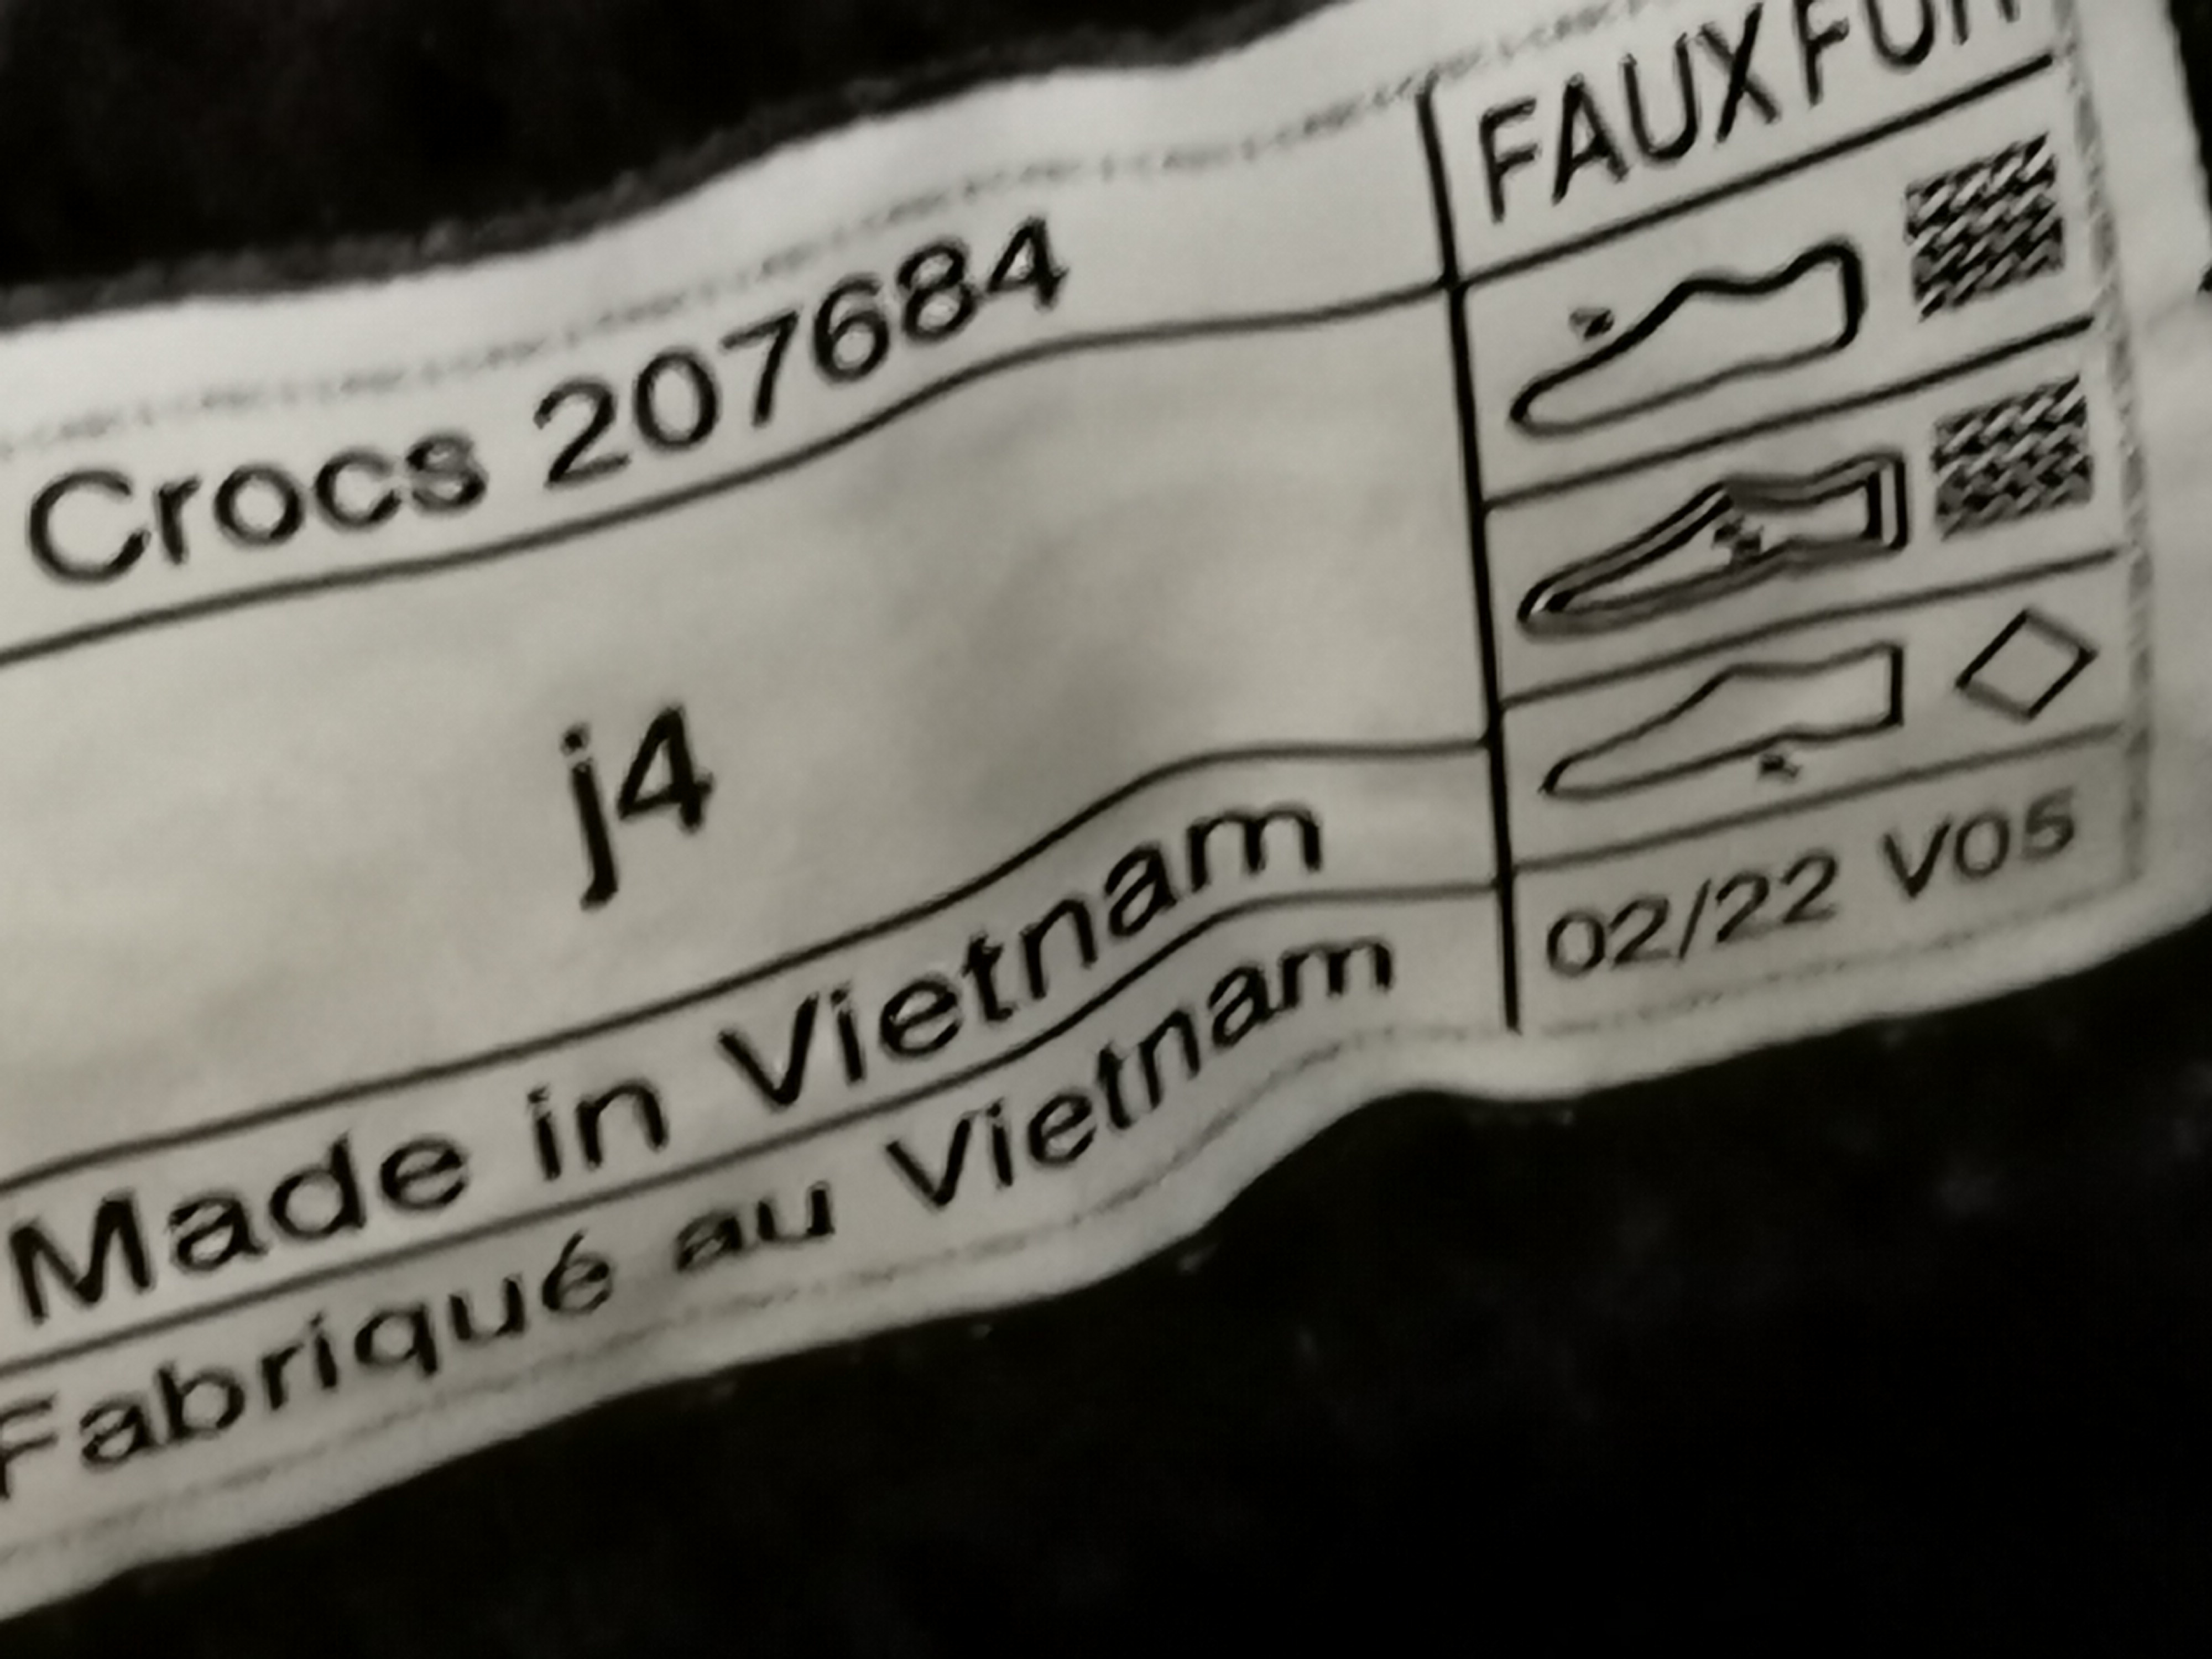 Crocs 207684
j4
Made in Vietnam
Fabriqué au Vietnam
FAUX FUR
02/22 V05